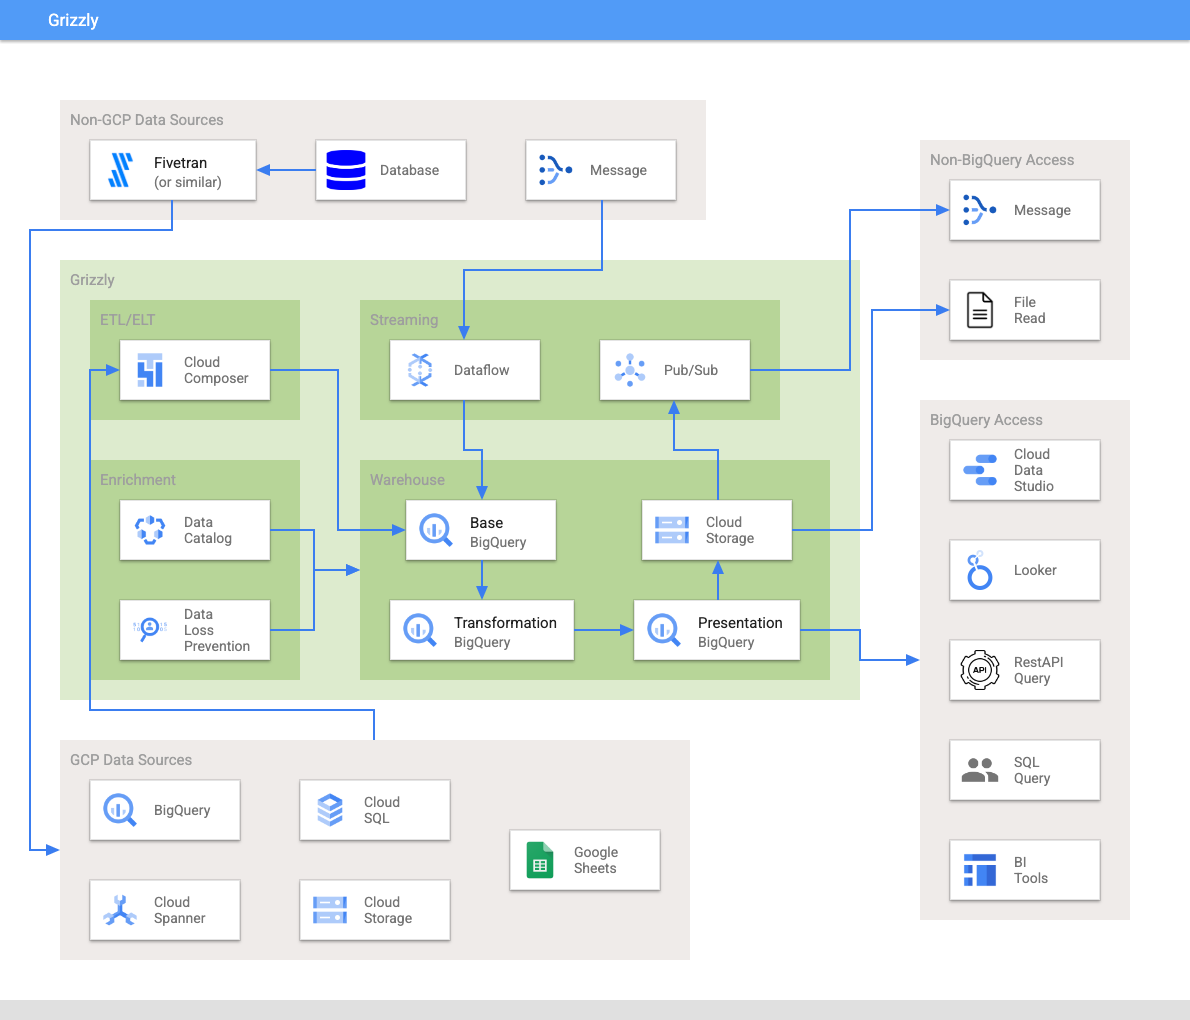 Grizzly
Non-GCP Data Sources
Fivetran
(or similar)
Database
Message
Non-BigQuery Access
Message
File
Read
Grizzly
ETL/ELT
Cloud
Composer
Streaming
Dataflow
Pub/Sub
Enrichment
Data
Catalog
Data
Loss
Prevention
Warehouse
Base
BigQuery
Cloud
Storage
Transformation
BigQuery
Presentation
BigQuery
BigQuery Access
Cloud
Data
Studio
Looker
API
RestAPI
Query
SQL
Query
BI
Tools
GCP Data Sources
BigQuery
Cloud
SQL
Google
Sheets
Cloud
Spanner
Cloud
Storage